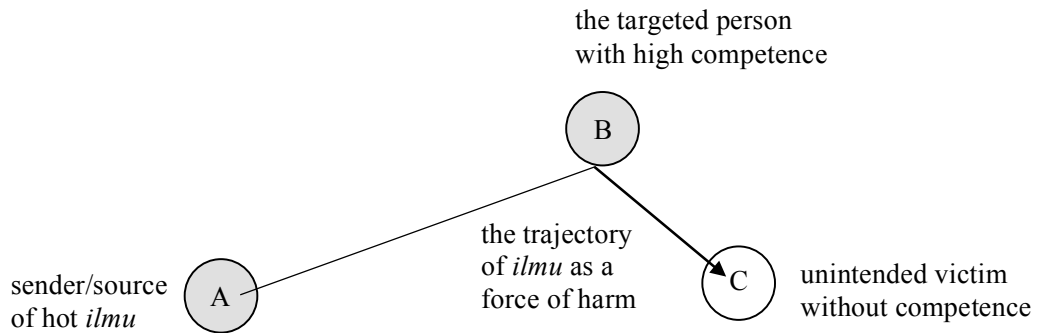 the targeted person
with high competence
B
the trajectory
of ilmu as a
force of harm
sender/source
of hot ilmu
A
C
unintended victim
without competence